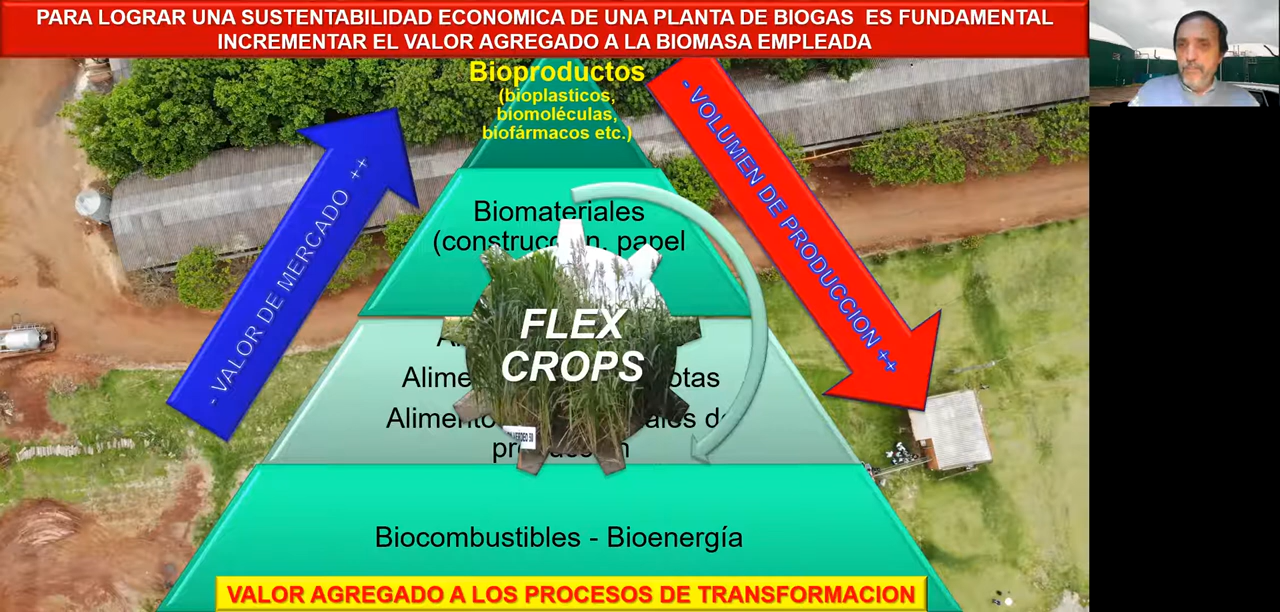 PARA LOGRAR UNA SUSTENTABILIDAD ECONOMICA DE UNA PLANTA DE BIOGAS ES FUNDAMENTAL
INCREMENTAR EL VALOR AGREGADO A LA BIOMASA EMPLEADA
Bioproductos
(bioplasticos,
biomoléculas,
biofármacos etc.)
- VALOR DE MERCADO ++
- VOLUMEN DE PRODUCCION ++
Biomateriales
(construccion, papel
FLEX
CROPS
Biocombustibles - Bioenergía
VALOR AGREGADO A LOS PROCESOS DE TRANSFORMACION